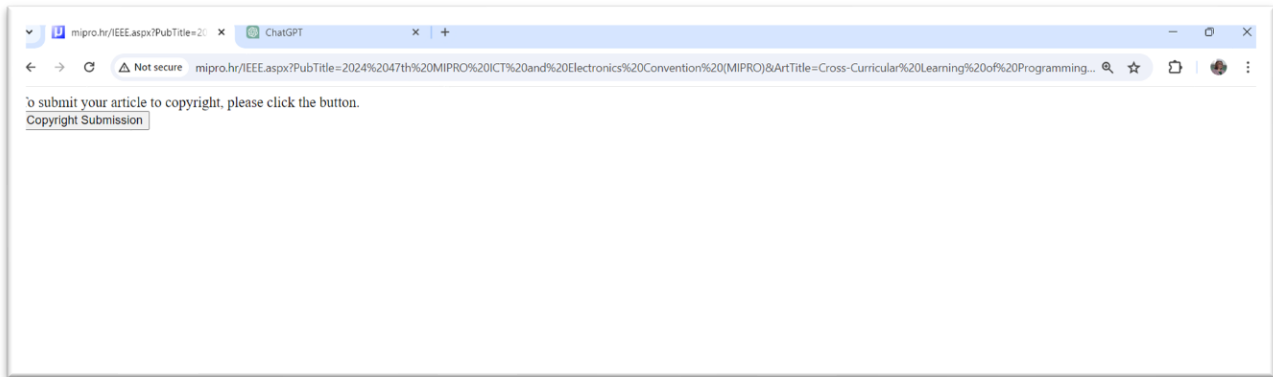 mipro.hr/IEEE.aspx?PubTitle=20
ChatGPT
Not secure mipro.hr/IEEE.aspx?PubTitle=2024%2047th%20MIPRO%20ICT%20and%20Electronics%20Convention%20(MIPRO)&ArtTitle=Cross-Curricular%20Learning%20of%20Programming...
o submit your article to copyright, please click the button.
Copyright Submission